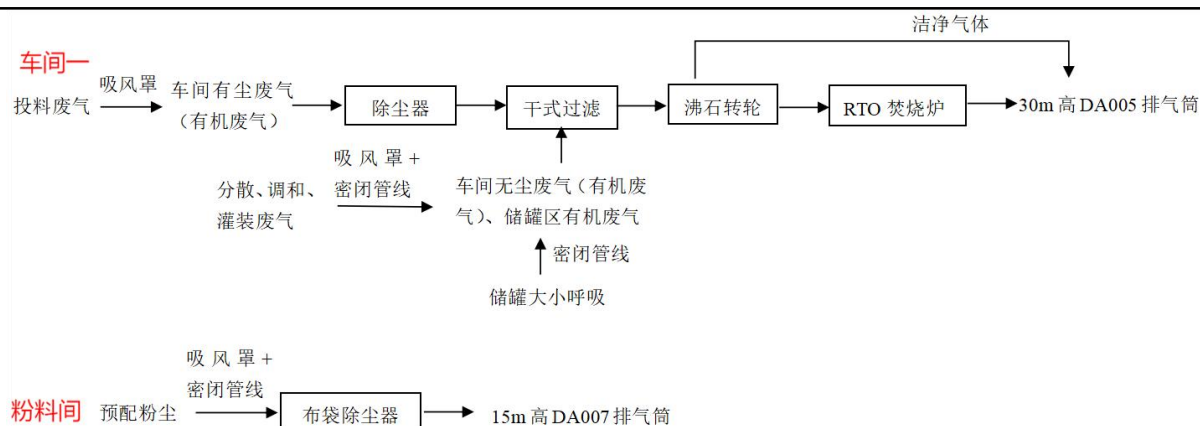 洁净气体
车间一
投料废气
吸风罩
车间有尘废气
（有机废气）
除尘器
干式过滤
沸石转轮
RTO 焚烧炉
30m 高 DA005 排气筒
分散、调和、
灌装废气
吸风罩+
密闭管线
车间无尘废气（有机废
气）、储罐区有机废气
密闭管线
储罐大小呼吸
粉料间
预配粉尘
吸风罩+
密闭管线
布袋除尘器
15m 高 DA007 排气筒